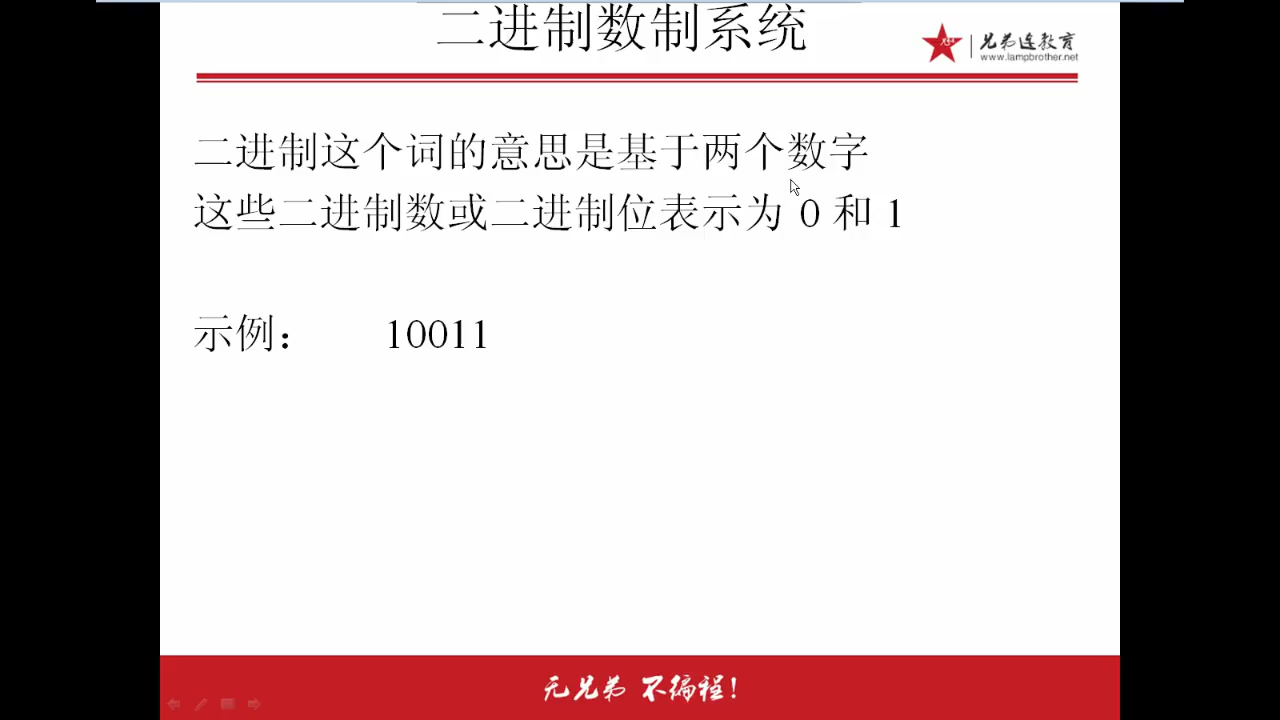 二进制数制系统
兄弟连教育
www.lampbrother.net
二进制这个词的意思是基于两个数字
这些二进制数或二进制位表示为 0 和 1
示例： 10011
无兄弟 不编程！